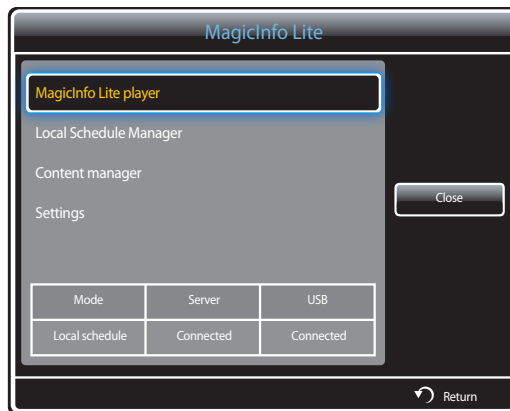 MagicInfo Lite
MagicInfo Lite player
Local Schedule Manager
Content manager
Settings
Close
Mode Server USB
Local schedule Connected Connected
Return